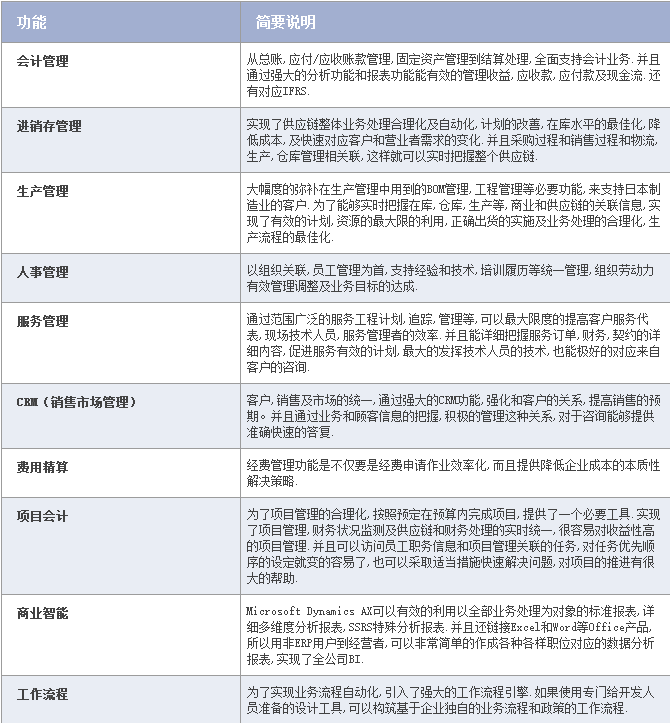 功能
简要说明
会计管理
从总账, 应付/应收账款管理, 固定资产管理到结算处理, 全面支持会计业务. 并且
通过强大的分析功能和报表功能能有效的管理收益, 应收款, 应付款及现金流. 还
有对应IFRS.
进销存管理
实现了供应链整体业务处理合理化及自动化, 计划的改善, 在库水平的最佳化, 降
低成本, 及快速对应客户和营业者需求的变化. 并且采购过程和销售过程和物流,
生产, 仓库管理相关联, 这样就可以实时把握整个供应链.
生产管理
大幅度的弥补在生产管理中用到的BOM管理, 工程管理等必要功能, 来支持日本制
造业的客户. 为了能够实时把握在库, 仓库, 生产等, 商业和供应链的关联信息, 实
现了有效的计划, 资源的最大限的利用, 正确出货的实施及业务处理的合理化, 生
产流程的最佳化.
人事管理
以组织关联, 员工管理为首, 支持经验和技术, 培训履历等统一管理, 组织劳动力
有效管理调整及业务目标的达成.
服务管理
通过范围广泛的服务工程计划, 追踪, 管理等, 可以最大限度的提高客户服务代
表, 现场技术人员, 服务管理者的效率. 并且能详细把握服务订单, 财务, 契约的详
细内容, 促进服务有效的计划, 最大的发挥技术人员的技术, 也能极好的对应来自
客户的咨询.
CRM（销售市场管理）
客户, 销售及市场的统一, 通过强大的CRM功能, 强化和客户的关系, 提高销售的预
期。并且通过业务和顾客信息的把握, 积极的管理这种关系, 对于咨询能够提供
准确快速的答复.
费用精算
经费管理功能是不仅要是经费申请作业效率化, 而且提供降低企业成本的本质性
解决策略.
项目会计
为了项目管理的合理化, 按照预定在预算内完成项目, 提供了一个必要工具. 实现
了项目管理, 财务状况监测及供应链和财务处理的实时统一, 很容易对收益性高
的项目管理. 并且可以访问员工职务信息和项目管理关联的任务, 对任务优先顺
序的设定就变的容易了, 也可以采取适当措施快速解决问题, 对项目的推进有很
大的帮助.
商业智能
Microsoft Dynamics AX可以有效的利用以全部业务处理为对象的标准报表, 详
细多维度分析报表, SSRS特殊分析报表. 并且还链接Excel和Word等Office产品,
所以用非ERP用户到经营者, 可以非常简单的作成各种各样职位对应的数据分析
报表, 实现了全公司BI.
工作流程
为了实现业务流程自动化, 引入了强大的工作流程引擎. 如果使用专门给开发人
员准备的设计工具, 可以构筑基于企业独自的业务流程和政策的工作流程.